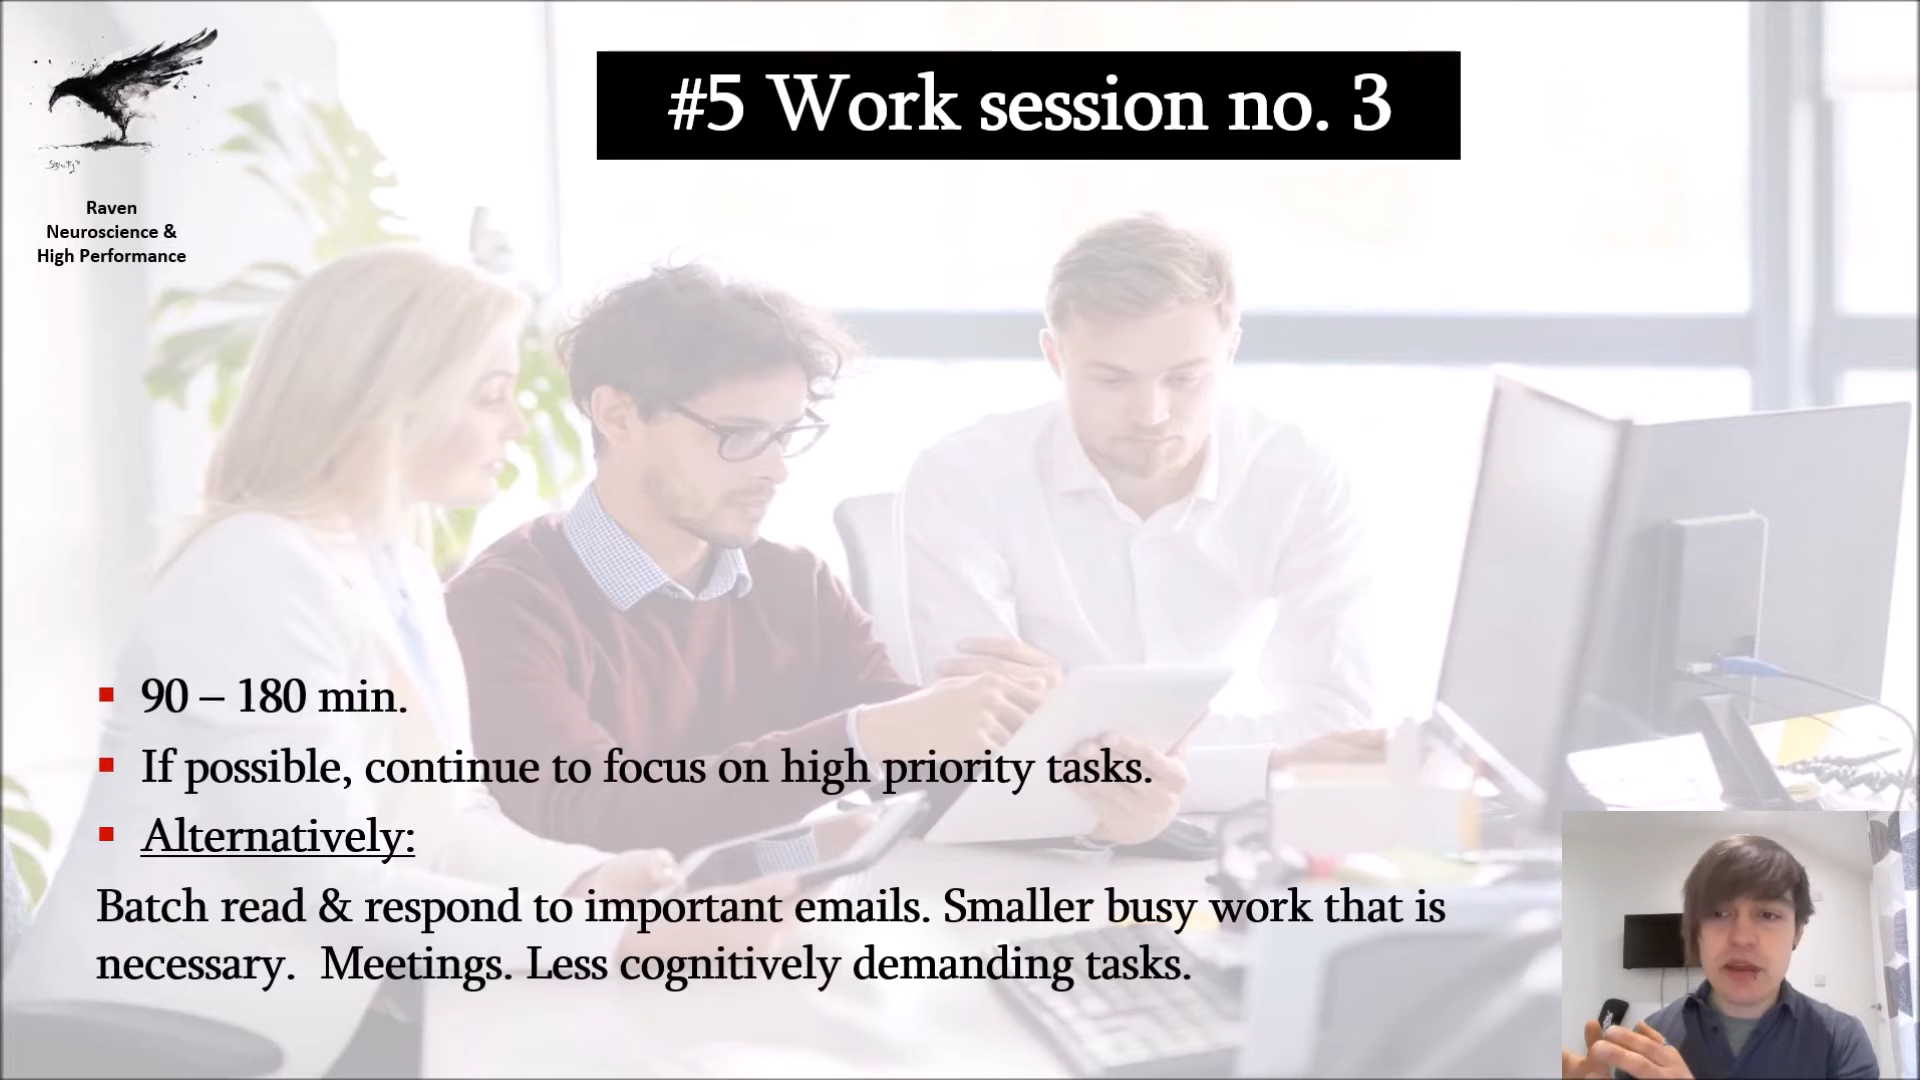 #5 Work session no. 3
Raven
Neuroscience &
High Performance
90 – 180 min.
If possible, continue to focus on high priority tasks.
Alternatively:
Batch read & respond to important emails. Smaller busy work that is
necessary.  Meetings. Less cognitively demanding tasks.